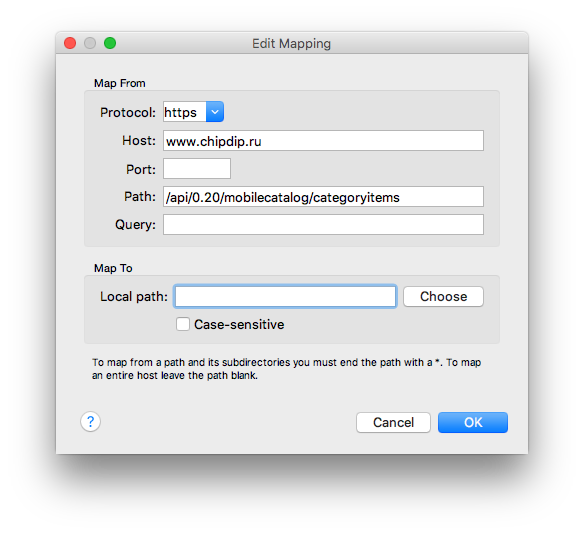 Edit Mapping
Map From
Protocol: https
Host: www.chipdip.ru
Port:
Path: /api/0.20/mobilecatalog/categoryitems
Query:
Map To
Local path: Choose
Case-sensitive
To map from a path and its subdirectories you must end the path with a *. To map
an entire host leave the path blank.
? Cancel OK